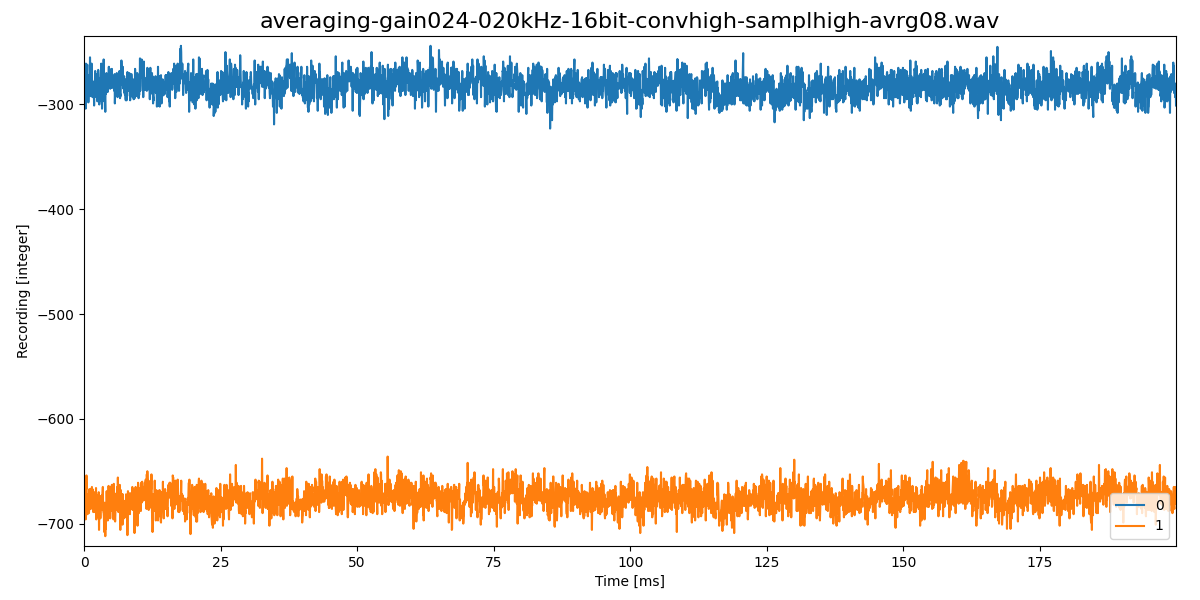 averaging-gain024-020kHz-16bit-convhigh-samplhigh-avrg08.wav
Recording [integer]
−300
−400
−500
−600
−700
0 25 50 75 100 125 150 175
Time [ms]
0
1